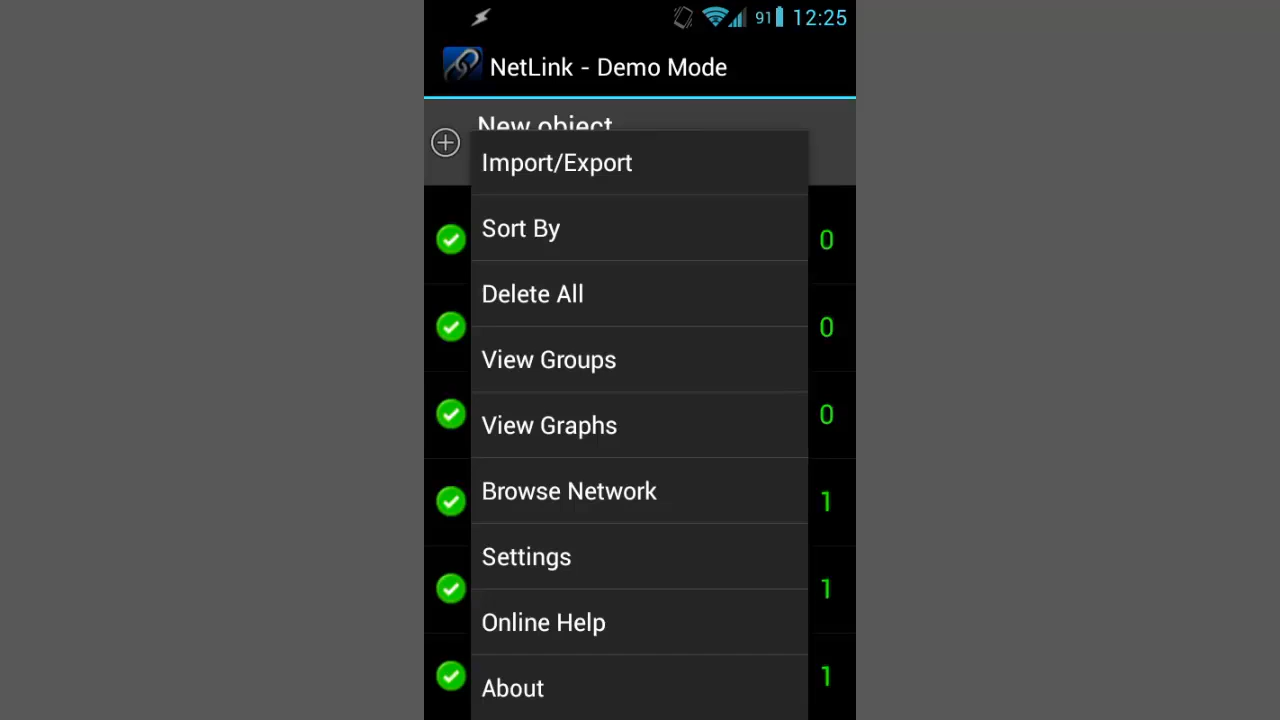 91 12:25
NetLink - Demo Mode
New object
Import/Export
Sort By
0
Delete All
0
View Groups
View Graphs
0
Browse Network
1
Settings
1
Online Help
About
1